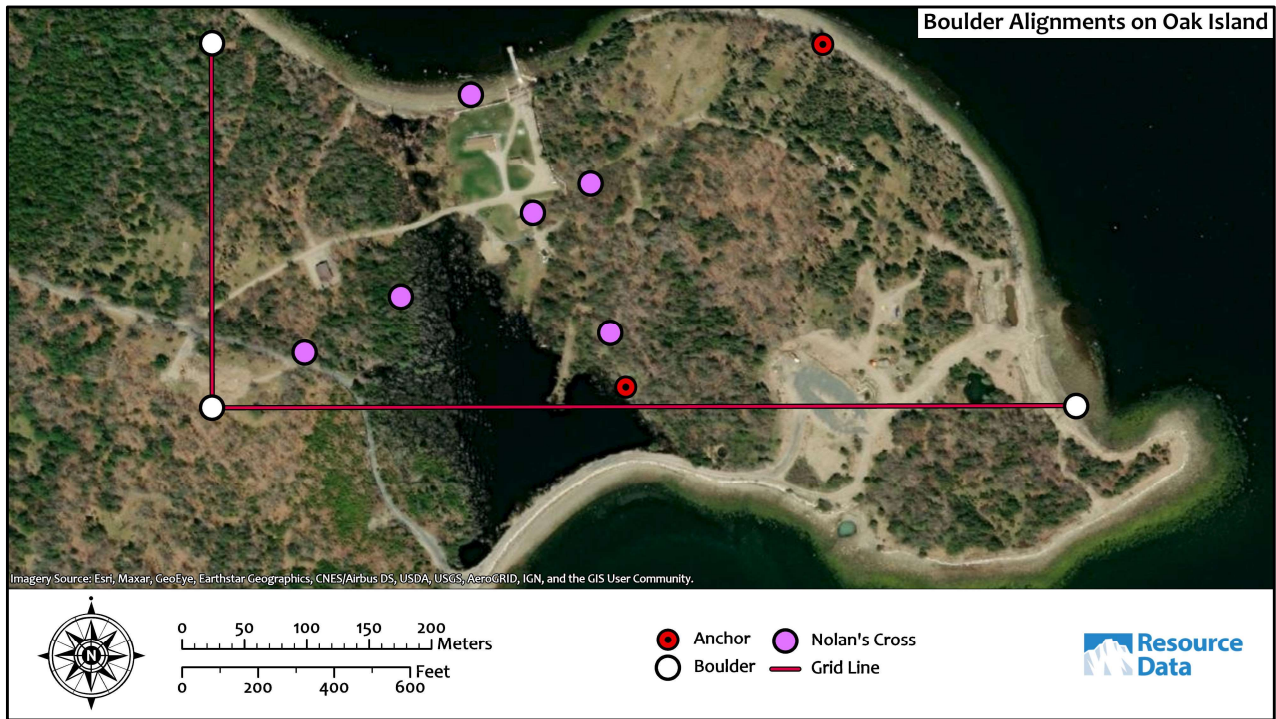 Boulder Alignments on Oak Island
Imagery Source: Esri, Maxar, GeoEye, Earthstar Geographics, CNES/Airbus DS, USDA, USGS, AeroGRID, IGN, and the GIS User Community.
N
0 50 100 150 200
Meters
Feet
0 200 400 600
Anchor
Nolan's Cross
Boulder
Grid Line
Resource
Data